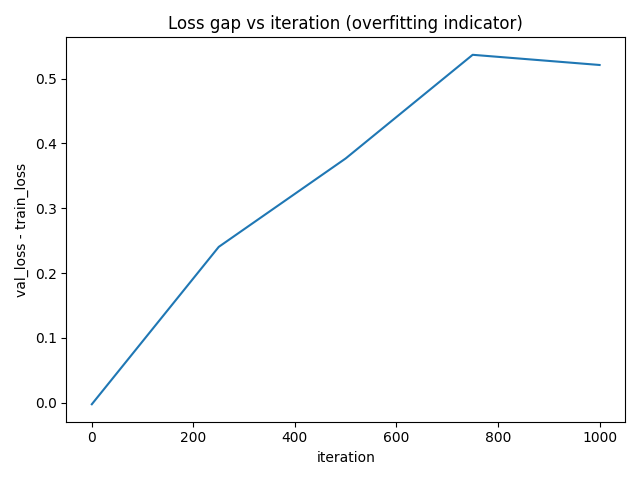 Loss gap vs iteration (overfitting indicator)
val_loss - train_loss
0.5
0.4
0.3
0.2
0.1
0.0
0 200 400 600 800 1000
iteration